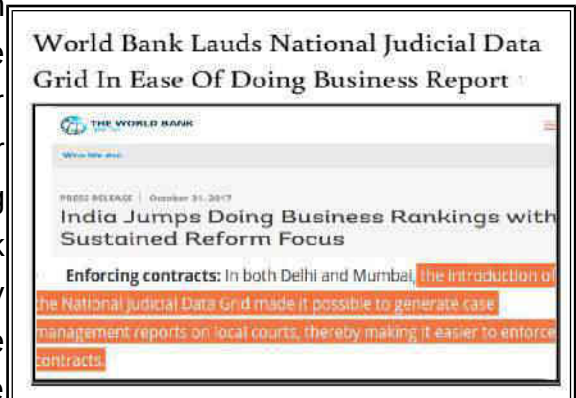 World Bank Lauds National Judicial Data
Grid In Ease Of Doing Business Report
THE WORLD BANK
Who We Are
PRESS RELEASE | October 31, 2017
India Jumps Doing Business Rankings with
Sustained Reform Focus
Enforcing contracts: In both Delhi and Mumbai, the introduction of
the National Judicial Data Grid made it possible to generate case
management reports on local courts, thereby making it easier to enforce
contracts.